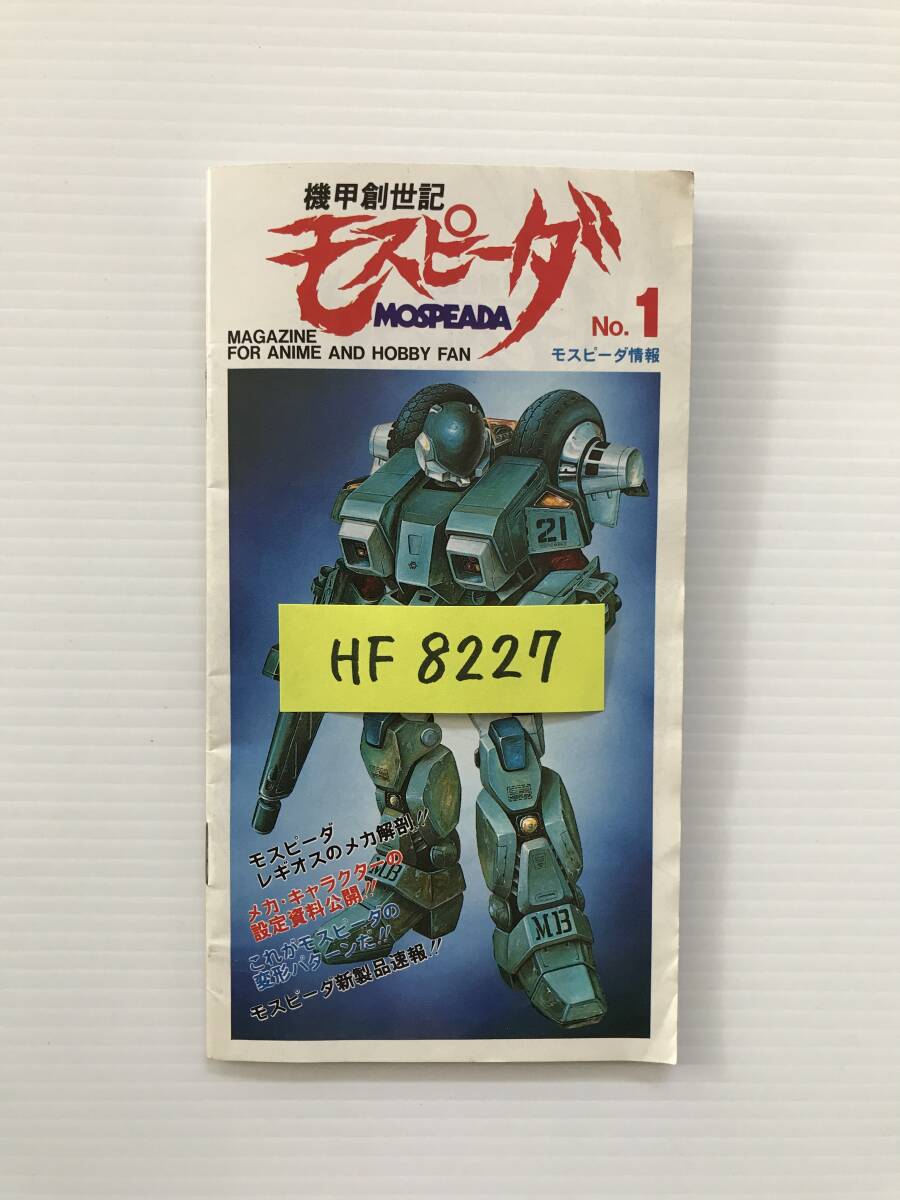 機甲創世記
モスピーダ
MOSPEADA
No.1
MAGAZINE
FOR ANIME AND HOBBY FAN
モスピーダ情報
21
HF 8227
モスピーダ
レギオスのメカ解剖!!
メカ・キャラクターの
設定資料公開!!
これがモスピーダの
変形パターンだ!!
モスピーダ新製品速報!!
MB
MB